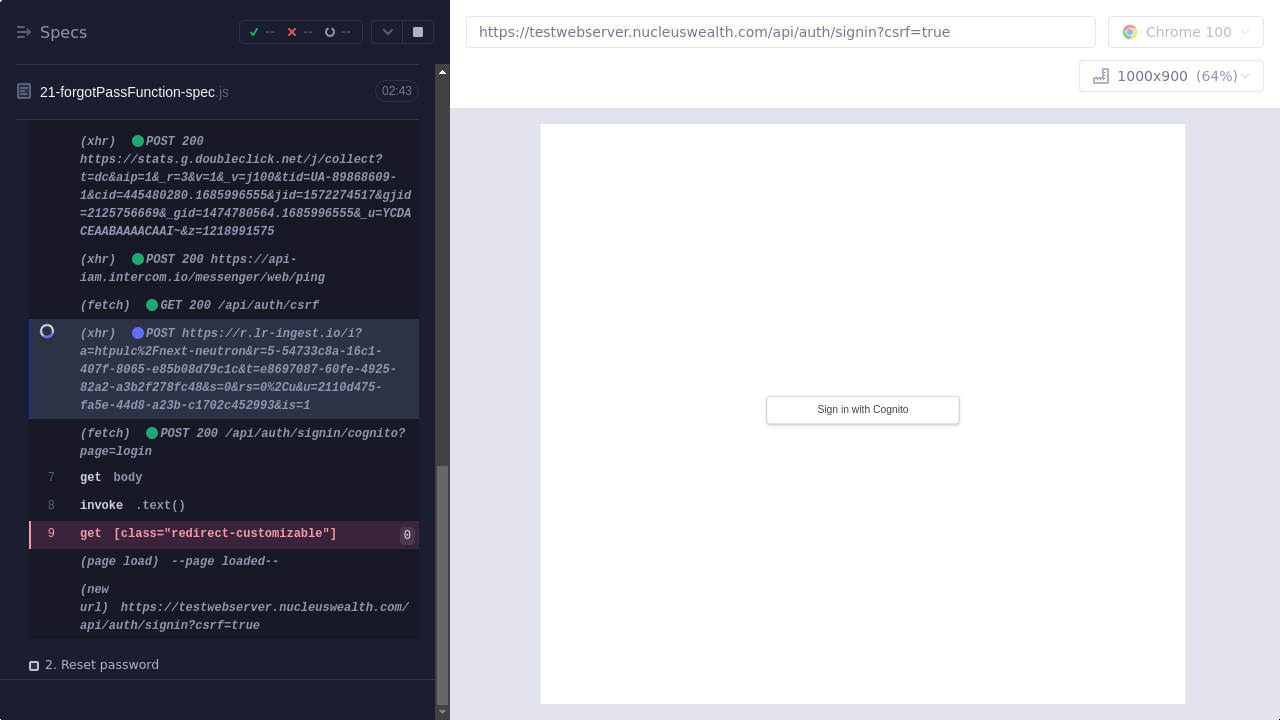 Specs
-- -- --
https://testwebserver.nucleuswealth.com/api/auth/signin?csrf=true
Chrome 100
1000x900 (64%)
21-forgotPassFunction-spec.js
02:43
(xhr) POST 200
https://stats.g.doubleclick.net/j/collect?
t=dc&aip=1&_r=3&v=1&_v=j100&tid=UA-89868609-
1&cid=445480280.1685996555&jid=1572274517&gjid
=2125756669&_gid=1474780564.1685996555&_u=YCDA
CEAABAAAACAAI~&z=1218991575
(xhr) POST 200 https://api-
iam.intercom.io/messenger/web/ping
(fetch) GET 200 /api/auth/csrf
(xhr) POST https://r.lr-ingest.io/i?
a=htpulc%2Fnext-neutron&r=5-54733c8a-16c1-
407f-8065-e85b08d79c1c&t=e8697087-60fe-4925-
82a2-a3b2f278fc48&s=0&rs=0%2Cu&u=2110d475-
fa5e-44d8-a23b-c1702c452993&is=1
(fetch) POST 200 /api/auth/signin/cognito?
page=login
7 get body
8 invoke .text()
9 get [class="redirect-customizable"] 0
(page load) --page loaded--
(new
url) https://testwebserver.nucleuswealth.com/
api/auth/signin?csrf=true
2. Reset password
Sign in with Cognito